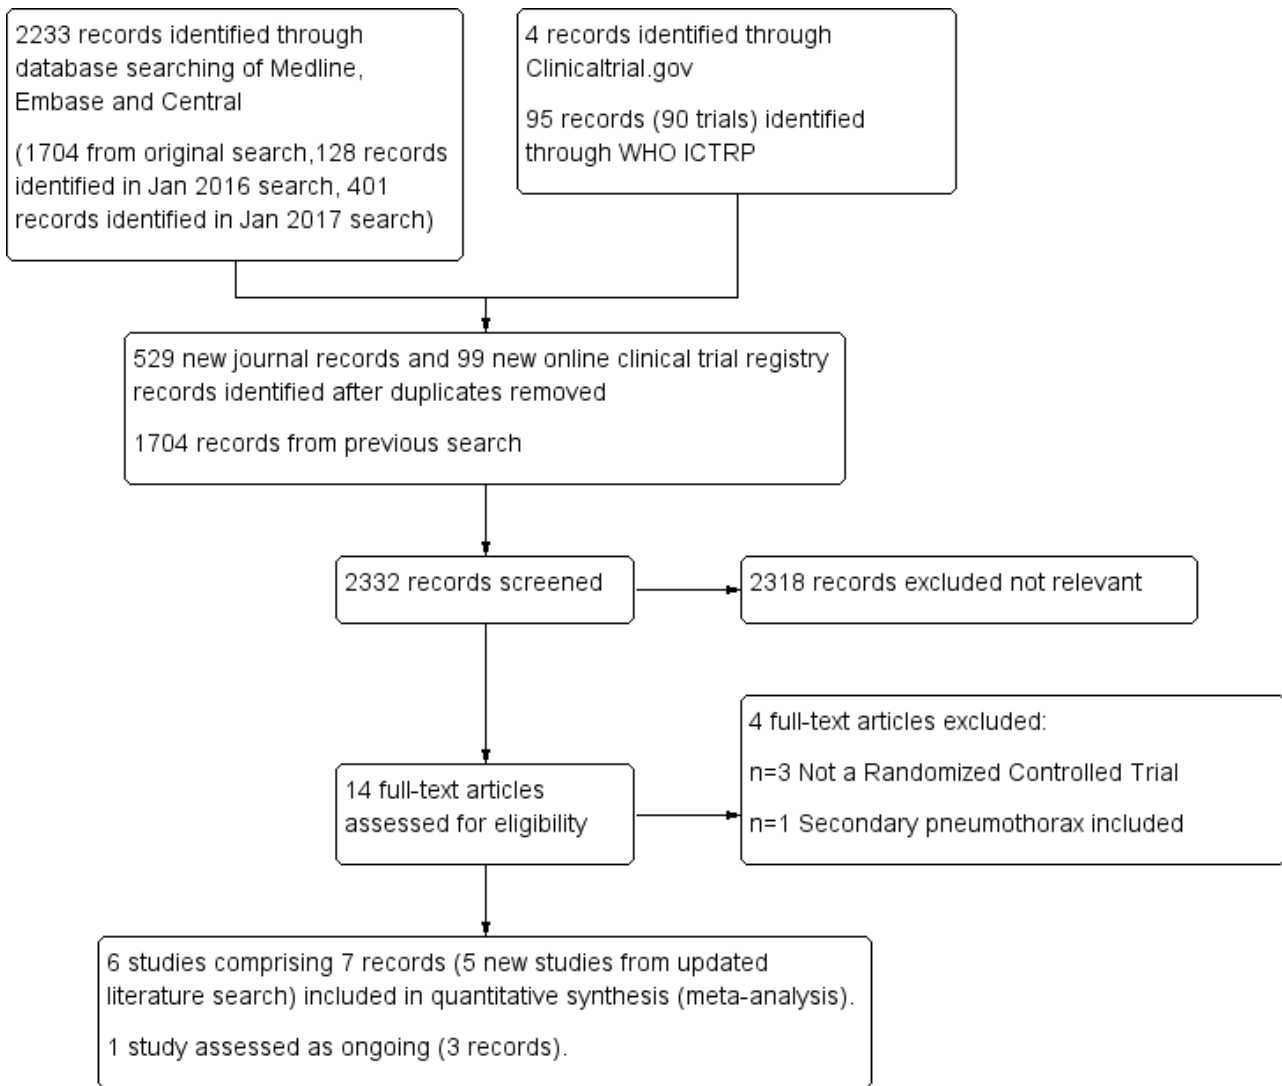 2233 records identified through
database searching of Medline,
Embase and Central
(1704 from original search,128 records
identified in Jan 2016 search, 401
records identified in Jan 2017 search)
4 records identified through
Clinicaltrial.gov
95 records (90 trials) identified
through WHO ICTRP
529 new journal records and 99 new online clinical trial registry
records identified after duplicates removed
1704 records from previous search
2332 records screened
2318 records excluded not relevant
14 full-text articles
assessed for eligibility
4 full-text articles excluded:
n=3 Not a Randomized Controlled Trial
n=1 Secondary pneumothorax included
6 studies comprising 7 records (5 new studies from updated
literature search) included in quantitative synthesis (meta-analysis).
1 study assessed as ongoing (3 records).